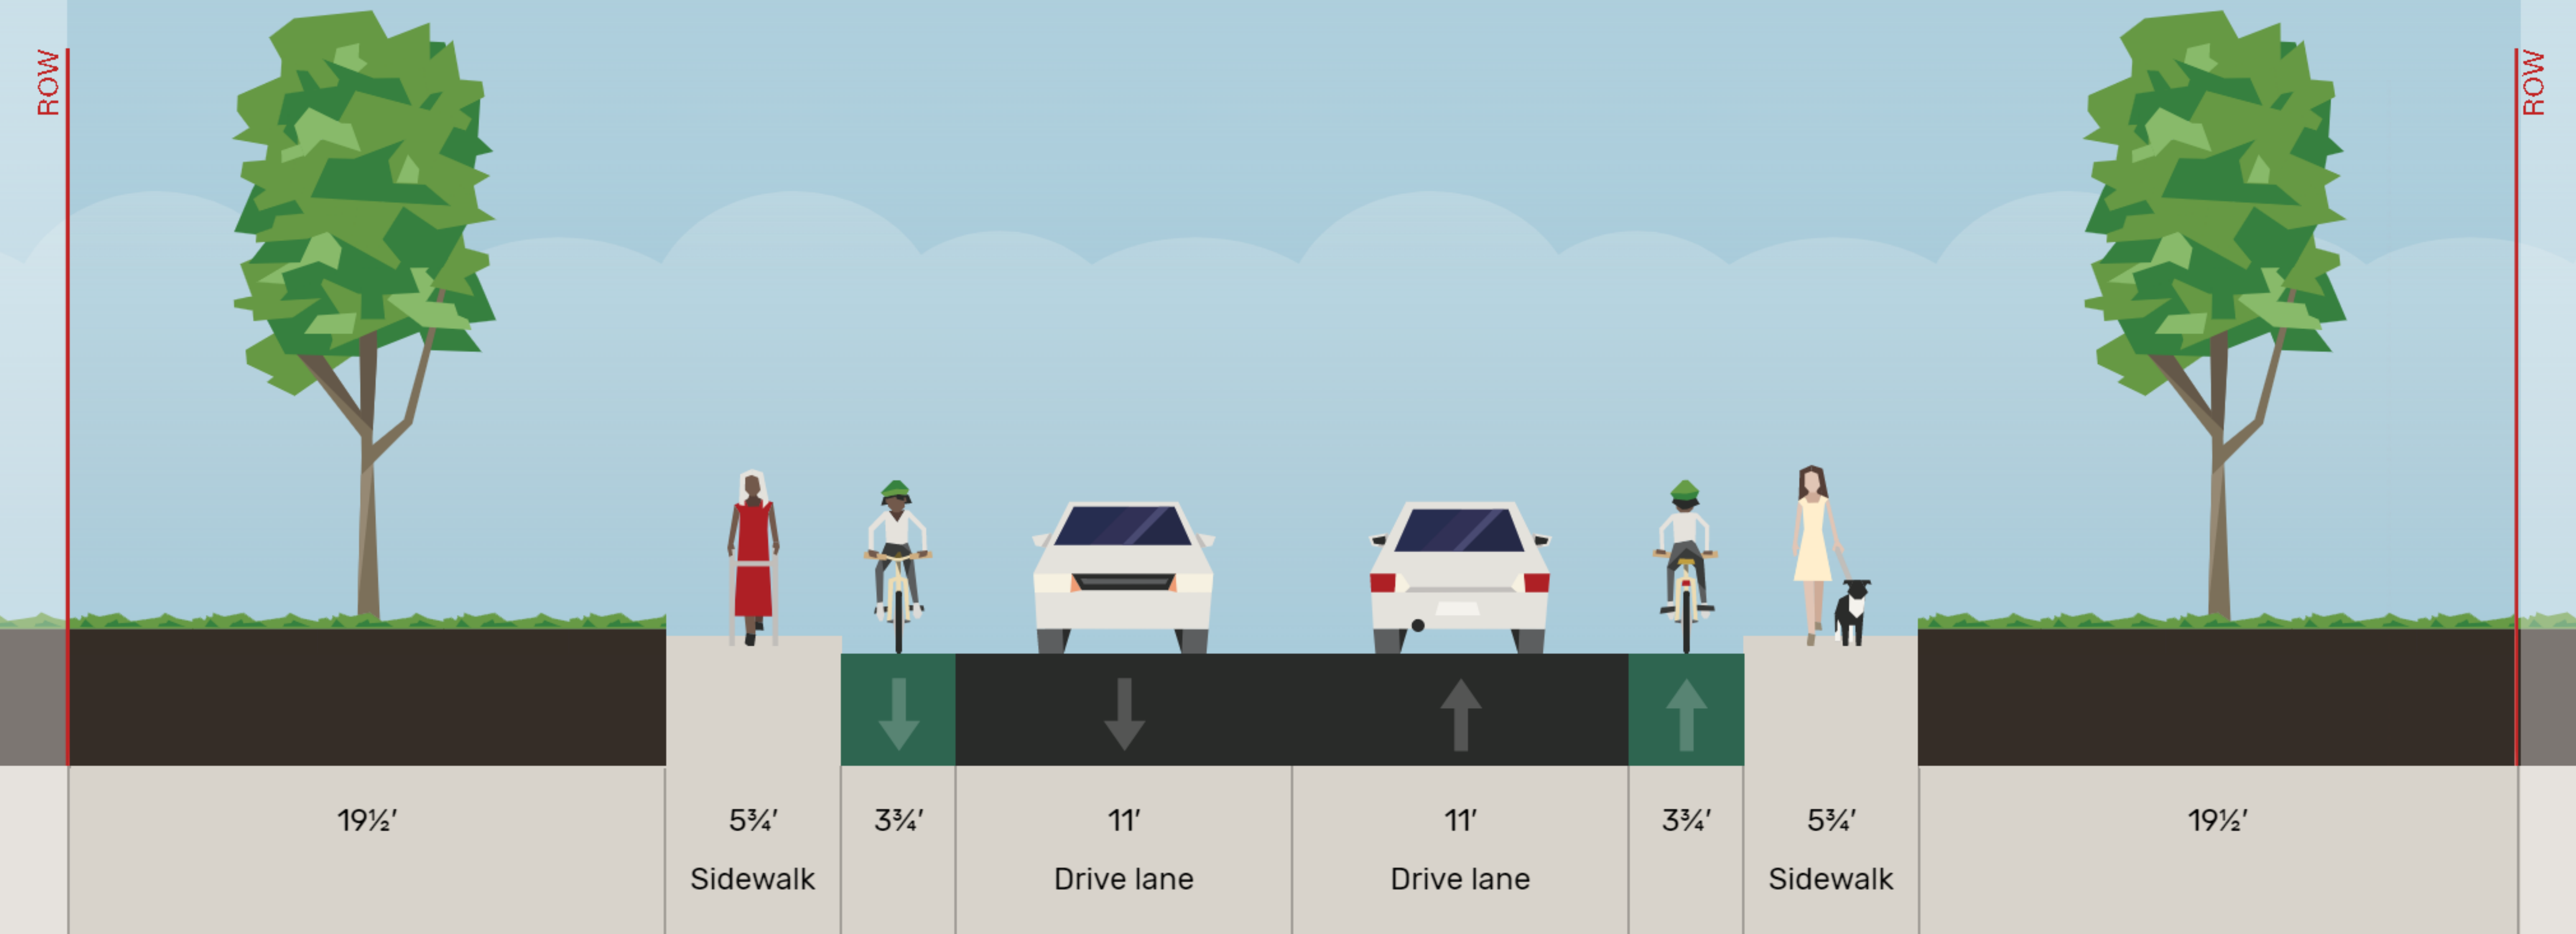 ROW
ROW
19½′ 5¾′ 3¾′ 11′ 11′ 3¾′ 5¾′ 19½′
Sidewalk Drive lane Drive lane Sidewalk